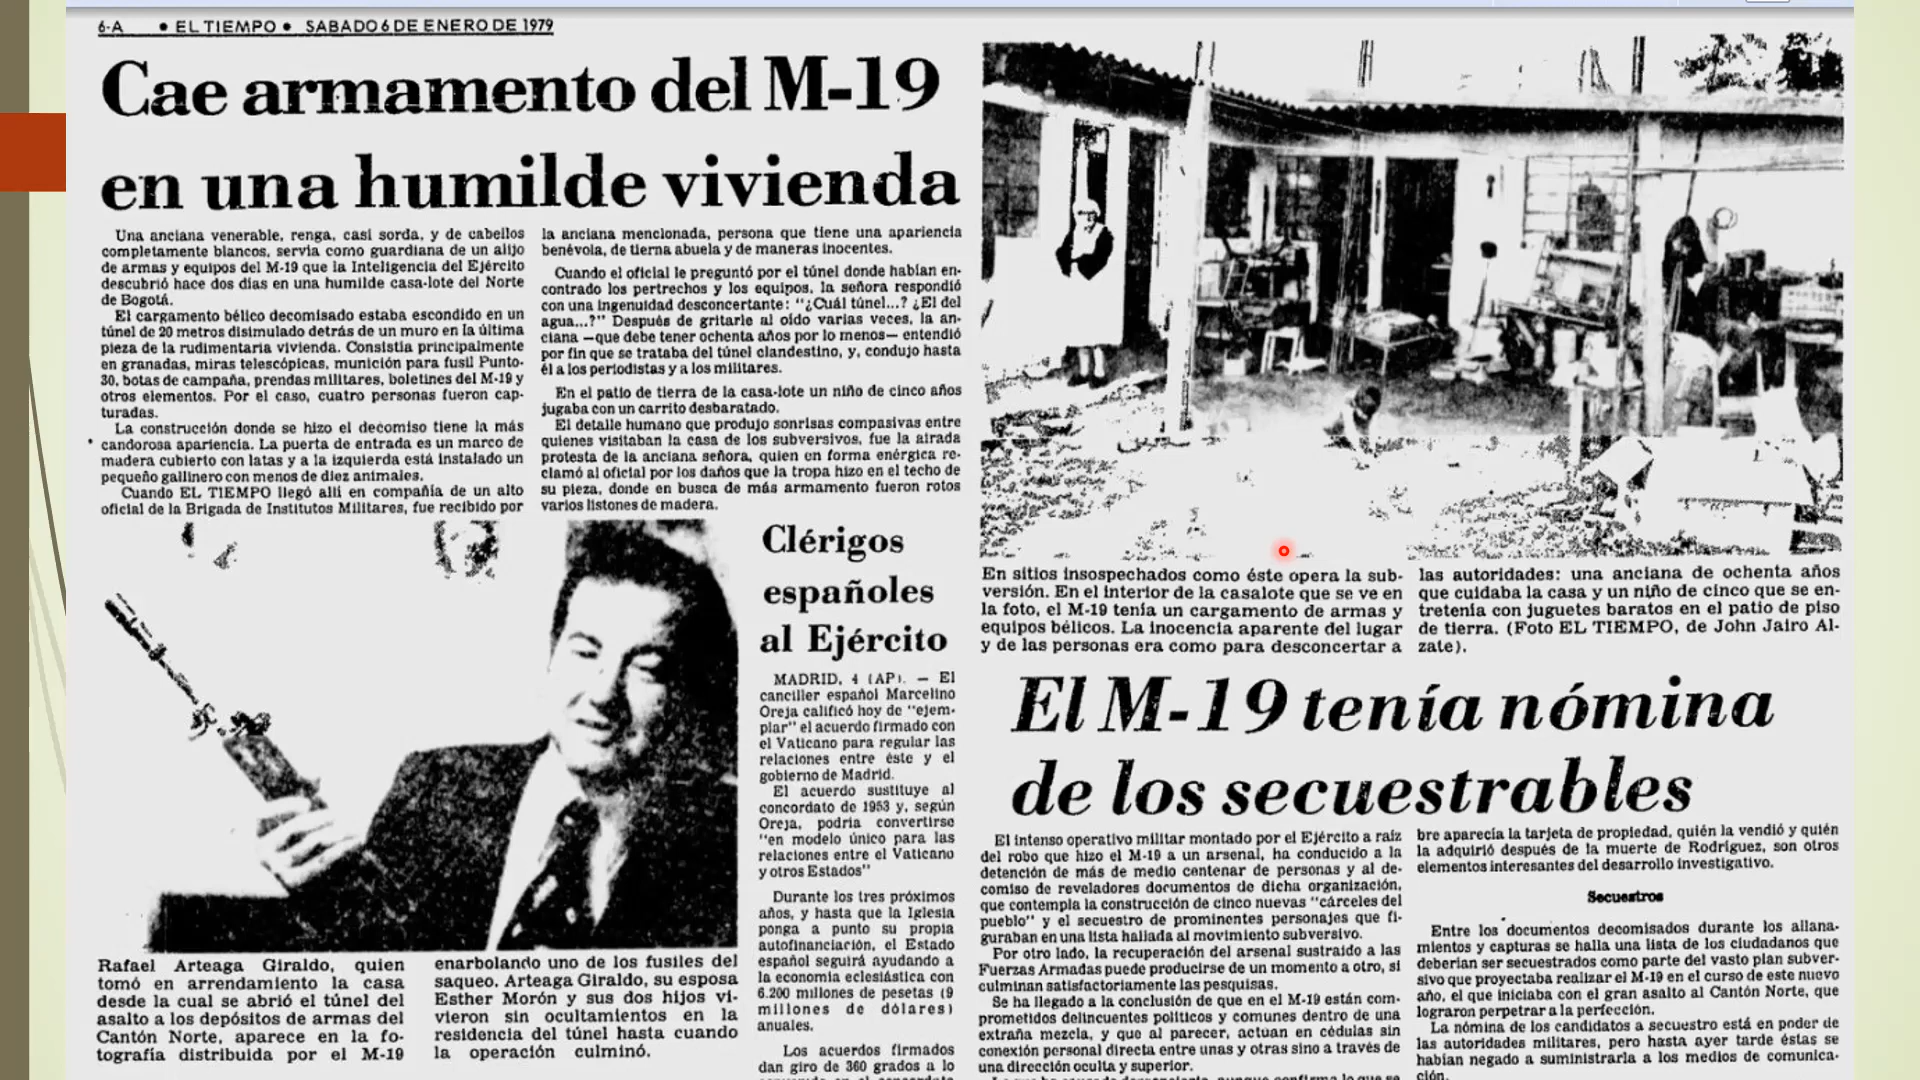 6-A • EL TIEMPO • SABADO 6 DE ENERO DE 1979
Cae armamento del M-19
en una humilde vivienda
Una anciana venerable, renga, casi sorda, y de cabellos
completamente blancos, servía como guardiana de un alijo
de armas y equipos del M-19 que la Inteligencia del Ejército
descubrió hace dos días en una humilde casa-lote del Norte
de Bogotá.
El cargamento bélico decomisado estaba escondido en un
túnel de 20 metros disimulado detrás de un muro en la última
pieza de la rudimentaria vivienda. Consistía principalmente
en granadas, miras telescópicas, munición para fusil Punto-
30, botas de campaña, prendas militares, boletines del M-19 y
otros elementos. Por el caso, cuatro personas fueron cap-
turadas.
La construcción donde se hizo el decomiso tiene la más
candorosa apariencia. La puerta de entrada es un marco de
madera cubierto con latas y a la izquierda está instalado un
pequeño gallinero con menos de diez animales.
Cuando EL TIEMPO llegó allí en compañía de un alto
oficial de la Brigada de Institutos Militares, fue recibido por
la anciana mencionada, persona que tiene una apariencia
benévola, de tierna abuela y de maneras inocentes.
Cuando el oficial le preguntó por el túnel donde habían en-
contrado los pertrechos y los equipos, la señora respondió
con una ingenuidad desconcertante: "¿Cuál túnel...? ¿El del
agua...?" Después de gritarle al oído varias veces, la an-
ciana —que debe tener ochenta años por lo menos— entendió
por fin que se trataba del túnel clandestino, y, condujo hasta
él a los periodistas y a los militares.
En el patio de tierra de la casa-lote un niño de cinco años
jugaba con un carrito desbaratado.
El detalle humano que produjo sonrisas compasivas entre
quienes visitaban la casa de los subversivos, fue la airada
protesta de la anciana señora, quien en forma enérgica re-
clamó al oficial por los daños que la tropa hizo en el techo de
su pieza, donde en busca de más armamento fueron rotos
varios listones de madera.
Rafael Arteaga Giraldo, quien
tomó en arrendamiento la casa
desde la cual se abrió el túnel del
asalto a los depósitos de armas del
Cantón Norte, aparece en la fo-
tografía distribuida por el M-19
enarbolando uno de los fusiles del
saqueo. Arteaga Giraldo, su esposa
Esther Morón y sus dos hijos vi-
vieron sin ocultamientos en la
residencia del túnel hasta cuando
la operación culminó.
Clérigos
españoles
al Ejército
MADRID, 4 (AP). — El
canciller español Marcelino
Oreja calificó hoy de "ejem-
plar" el acuerdo firmado con
el Vaticano para regular las
relaciones entre éste y el
gobierno de Madrid.
El acuerdo sustituye al
concordato de 1953 y, según
Oreja, podría convertirse
"en modelo único para las
relaciones entre el Vaticano
y otros Estados"
Durante los tres próximos
años, y hasta que la Iglesia
ponga a punto su propia
autofinanciación, el Estado
español seguirá ayudando a
la economía eclesiástica con
6.200 millones de pesetas (9
millones de dólares)
anuales.
Los acuerdos firmados
dan giro de 360 grados a lo
En sitios insospechados como éste opera la sub-
versión. En el interior de la casalote que se ve en
la foto, el M-19 tenía un cargamento de armas y
equipos bélicos. La inocencia aparente del lugar
y de las personas era como para desconcertar a
las autoridades: una anciana de ochenta años
que cuidaba la casa y un niño de cinco que se en-
tretenía con juguetes baratos en el patio de piso
de tierra. (Foto EL TIEMPO, de John Jairo Al-
zate).
El M-19 tenía nómina
de los secuestrables
El intenso operativo militar montado por el Ejército a raíz
del robo que hizo el M-19 a un arsenal, ha conducido a la
detención de más de medio centenar de personas y al de-
comiso de reveladores documentos de dicha organización,
que contempla la construcción de cinco nuevas "cárceles del
pueblo" y el secuestro de prominentes personajes que fi-
guraban en una lista hallada al movimiento subversivo.
Por otro lado, la recuperación del arsenal sustraído a las
Fuerzas Armadas puede producirse de un momento a otro, si
culminan satisfactoriamente las pesquisas.
Se ha llegado a la conclusión de que en el M-19 están com-
prometidos delincuentes políticos y comunes dentro de una
extraña mezcla, y que al parecer, actúan en cédulas sin
conexión personal directa entre unas y otras sino a través de
una dirección oculta y superior.
bre aparecía la tarjeta de propiedad, quién la vendió y quién
la adquirió después de la muerte de Rodríguez, son otros
elementos interesantes del desarrollo investigativo.
Secuestros
Entre los documentos decomisados durante los allana-
mientos y capturas se halla una lista de los ciudadanos que
deberían ser secuestrados como parte del vasto plan subver-
sivo que proyectaba realizar el M-19 en el curso de este nuevo
año, el que iniciaba con el gran asalto al Cantón Norte, que
lograron perpetrar a la perfección.
La nómina de los candidatos a secuestro está en poder de
las autoridades militares, pero hasta ayer tarde éstas se
habían negado a suministrarla a los medios de comunica-
ción.